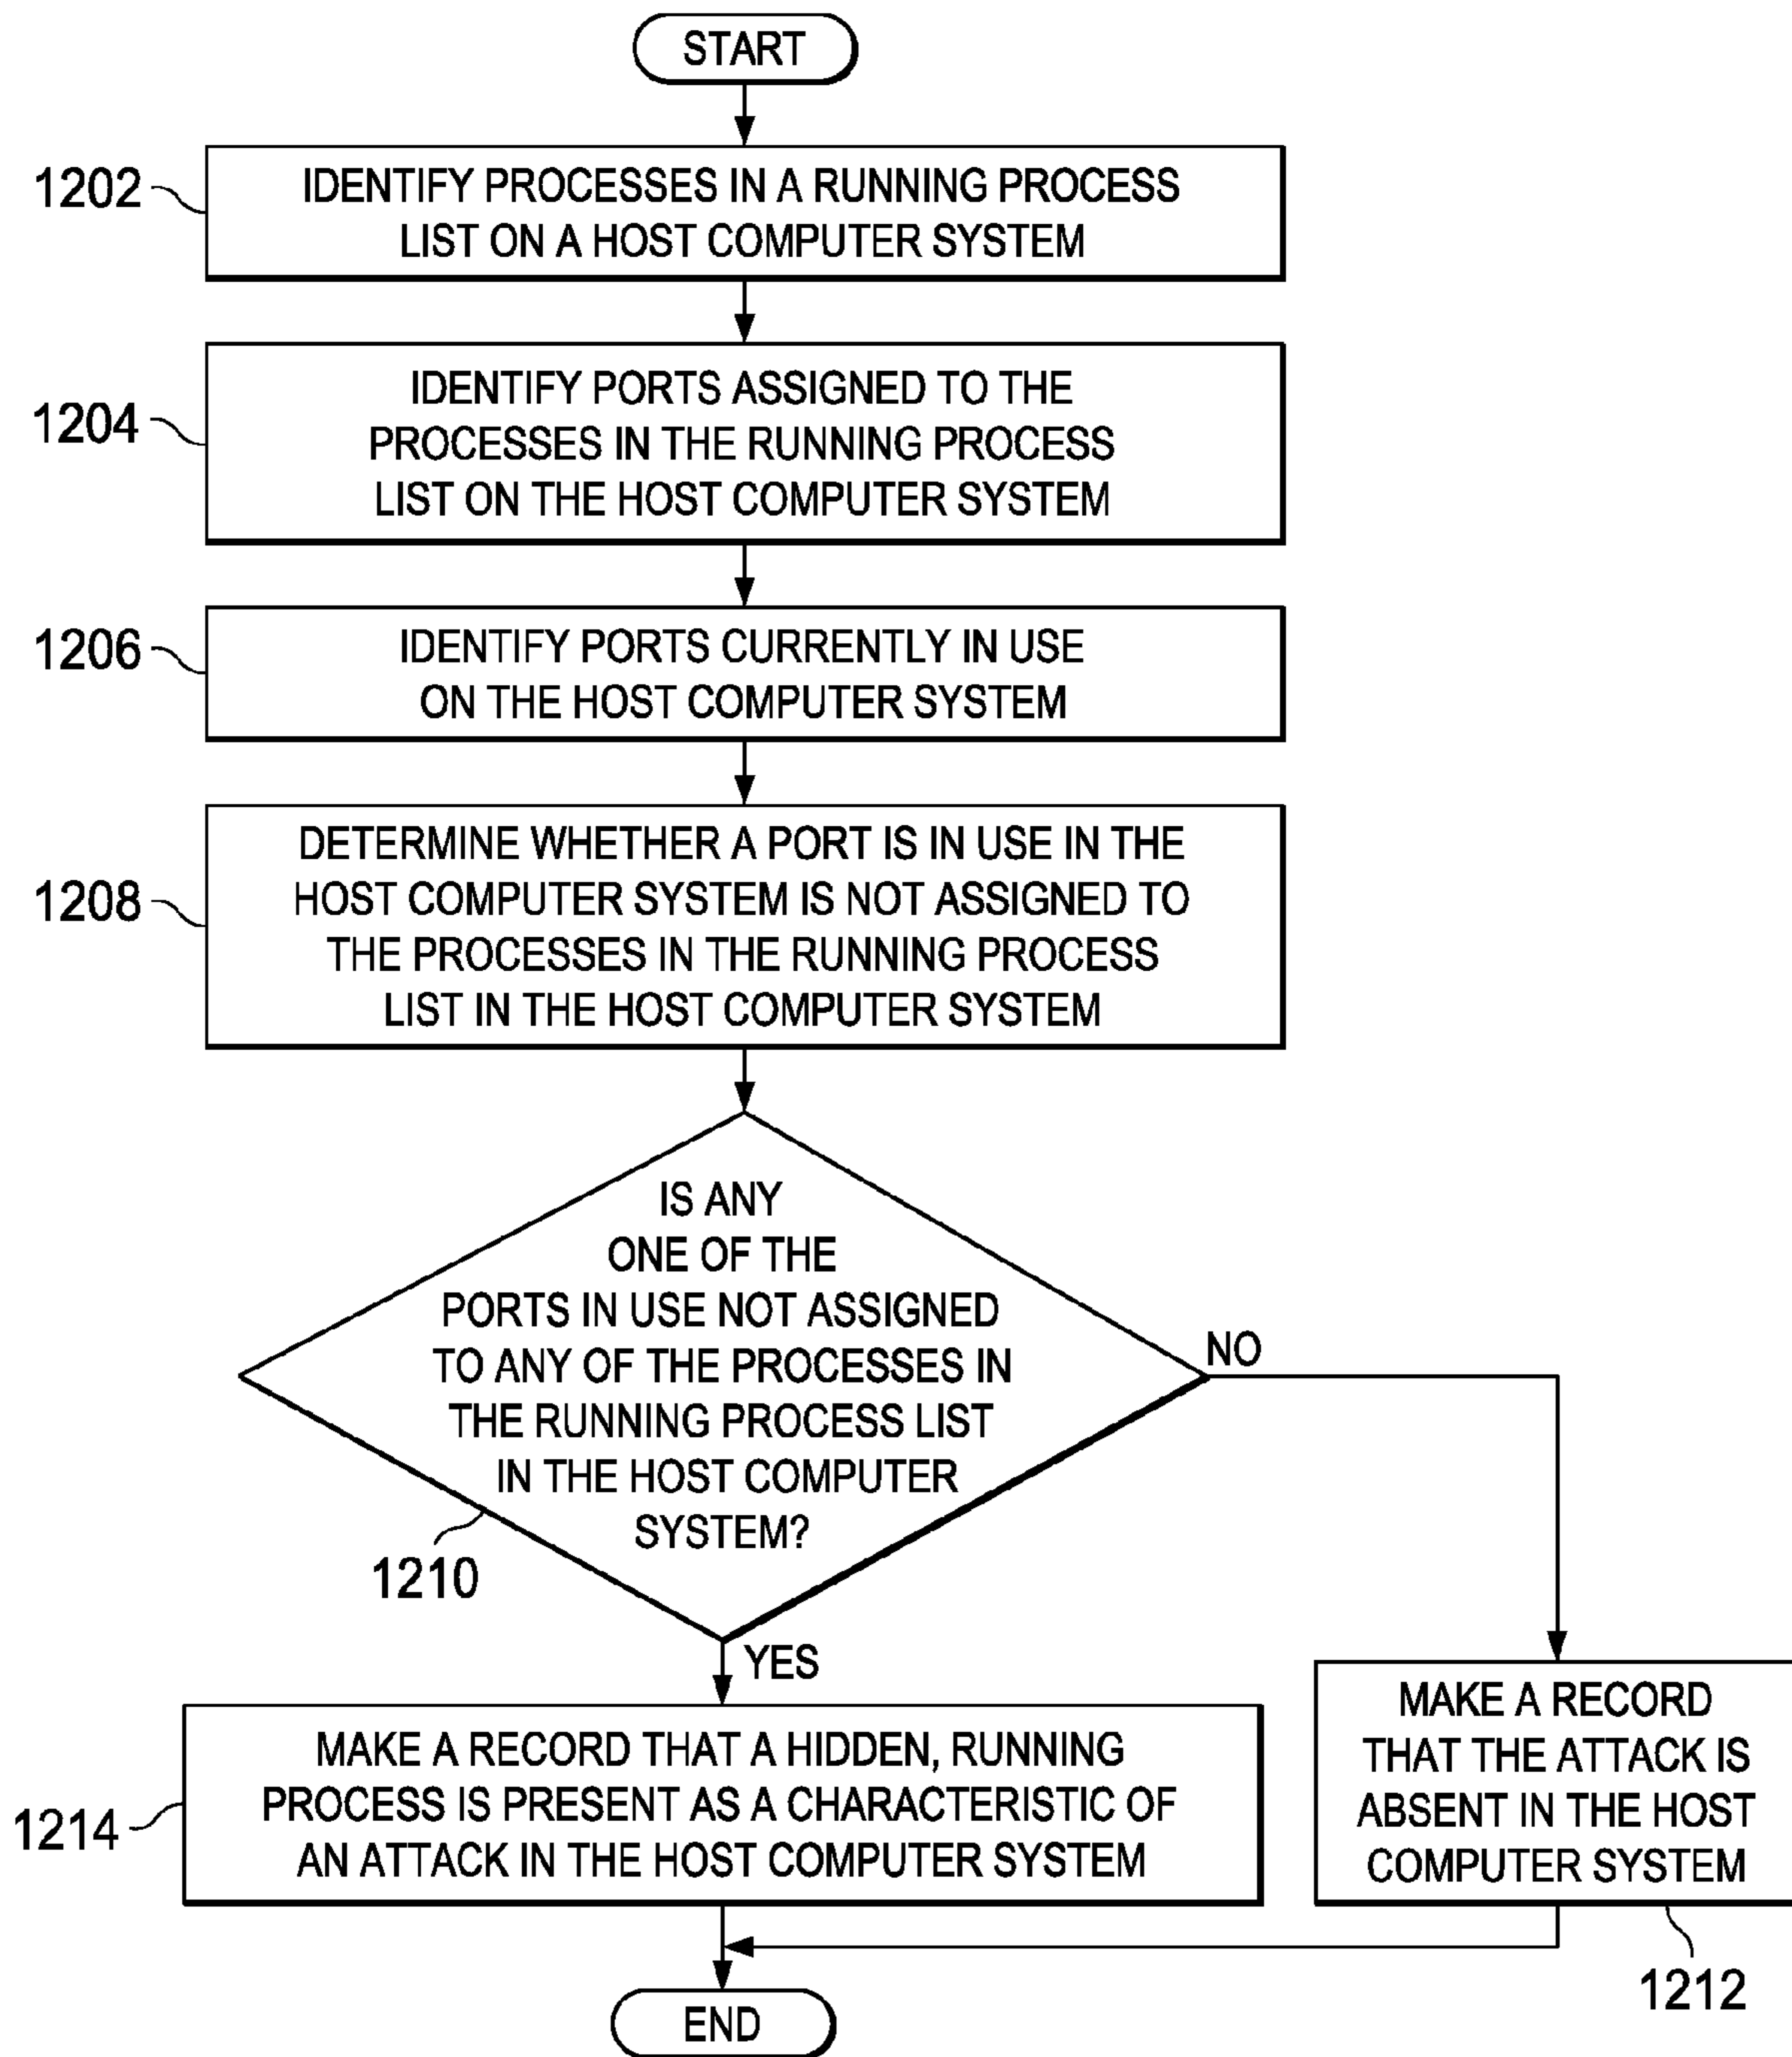 START
1202
IDENTIFY PROCESSES IN A RUNNING PROCESS
LIST ON A HOST COMPUTER SYSTEM
1204
IDENTIFY PORTS ASSIGNED TO THE
PROCESSES IN THE RUNNING PROCESS
LIST ON THE HOST COMPUTER SYSTEM
1206
IDENTIFY PORTS CURRENTLY IN USE
ON THE HOST COMPUTER SYSTEM
1208
DETERMINE WHETHER A PORT IS IN USE IN THE
HOST COMPUTER SYSTEM IS NOT ASSIGNED TO
THE PROCESSES IN THE RUNNING PROCESS
LIST IN THE HOST COMPUTER SYSTEM
IS ANY
ONE OF THE
PORTS IN USE NOT ASSIGNED
TO ANY OF THE PROCESSES IN
THE RUNNING PROCESS LIST
IN THE HOST COMPUTER
SYSTEM?
1210
NO
YES
1214
MAKE A RECORD THAT A HIDDEN, RUNNING
PROCESS IS PRESENT AS A CHARACTERISTIC OF
AN ATTACK IN THE HOST COMPUTER SYSTEM
MAKE A RECORD
THAT THE ATTACK IS
ABSENT IN THE HOST
COMPUTER SYSTEM
1212
END